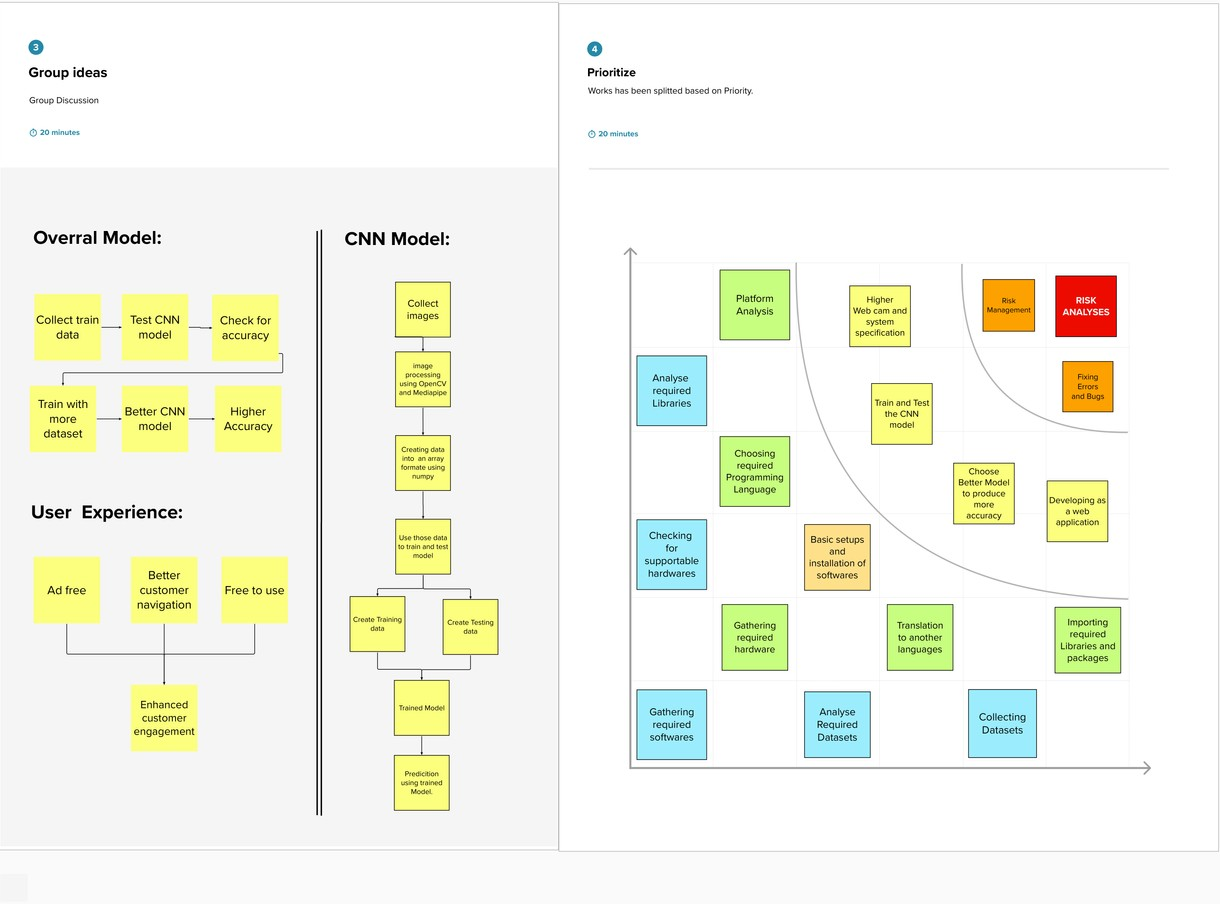 3
Group ideas
Group Discussion
20 minutes
Overral Model:
Collect train
data
Test CNN
model
Check for
accuracy
Train with
more
dataset
Better CNN
model
Higher
Accuracy
User Experience:
Ad free
Better
customer
navigation
Free to use
Enhanced
customer
engagement
CNN Model:
Collect
images
image
processing
using OpenCV
and Mediapipe
Creating data
into an array
formate using
numpy
Use those data
to train and test
model
Create Training
data
Create Testing
data
Trained Model
Predicition
using trained
Model.
4
Prioritize
Works has been splitted based on Priority.
20 minutes
Platform
Analysis
Higher
Web cam and
system
specification
Risk
Management
RISK
ANALYSES
Analyse
required
Libraries
Fixing
Errors
and Bugs
Train and Test
the CNN
model
Choosing
required
Programming
Language
Choose
Better Model
to produce
more
accuracy
Developing as
a web
application
Checking
for
supportable
hardwares
Basic setups
and
installation of
softwares
Gathering
required
hardware
Translation
to another
languages
Importing
required
Libraries and
packages
Gathering
required
softwares
Analyse
Required
Datasets
Collecting
Datasets